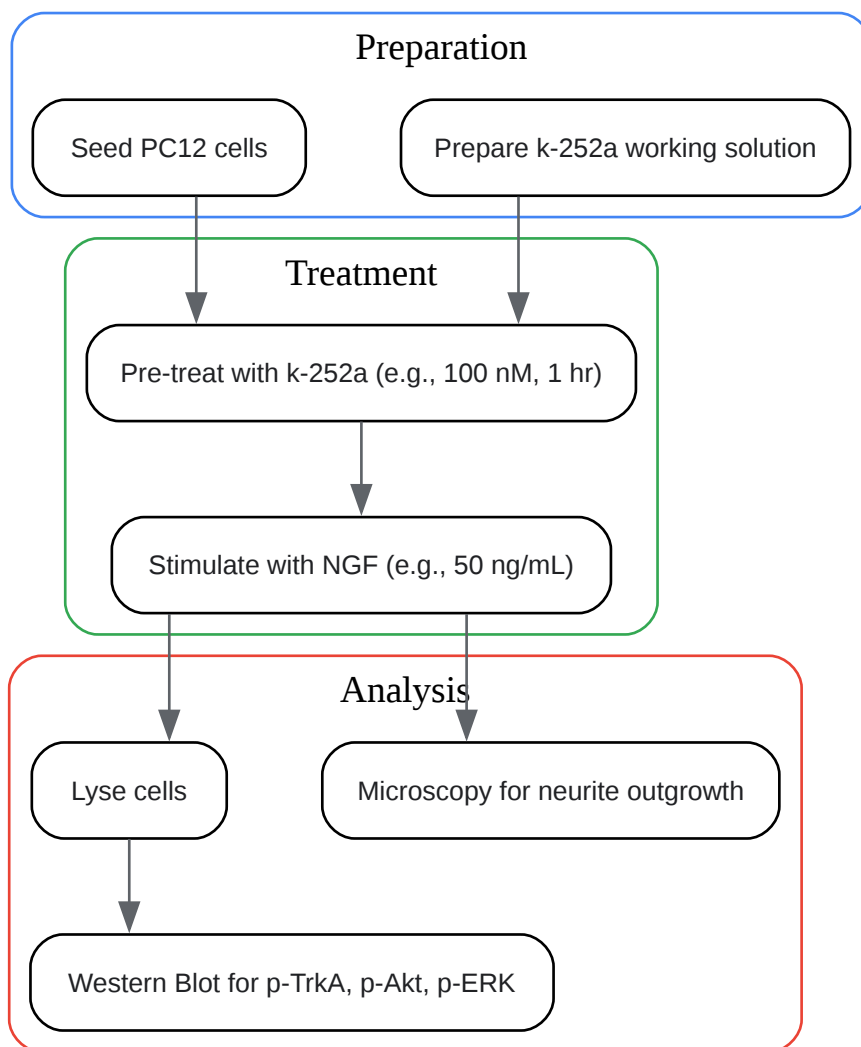 Preparation
Seed PC12 cells
Prepare k-252a working solution
Treatment
Pre-treat with k-252a (e.g., 100 nM, 1 hr)
Stimulate with NGF (e.g., 50 ng/mL)
Analysis
Lyse cells
Microscopy for neurite outgrowth
Western Blot for p-TrkA, p-Akt, p-ERK